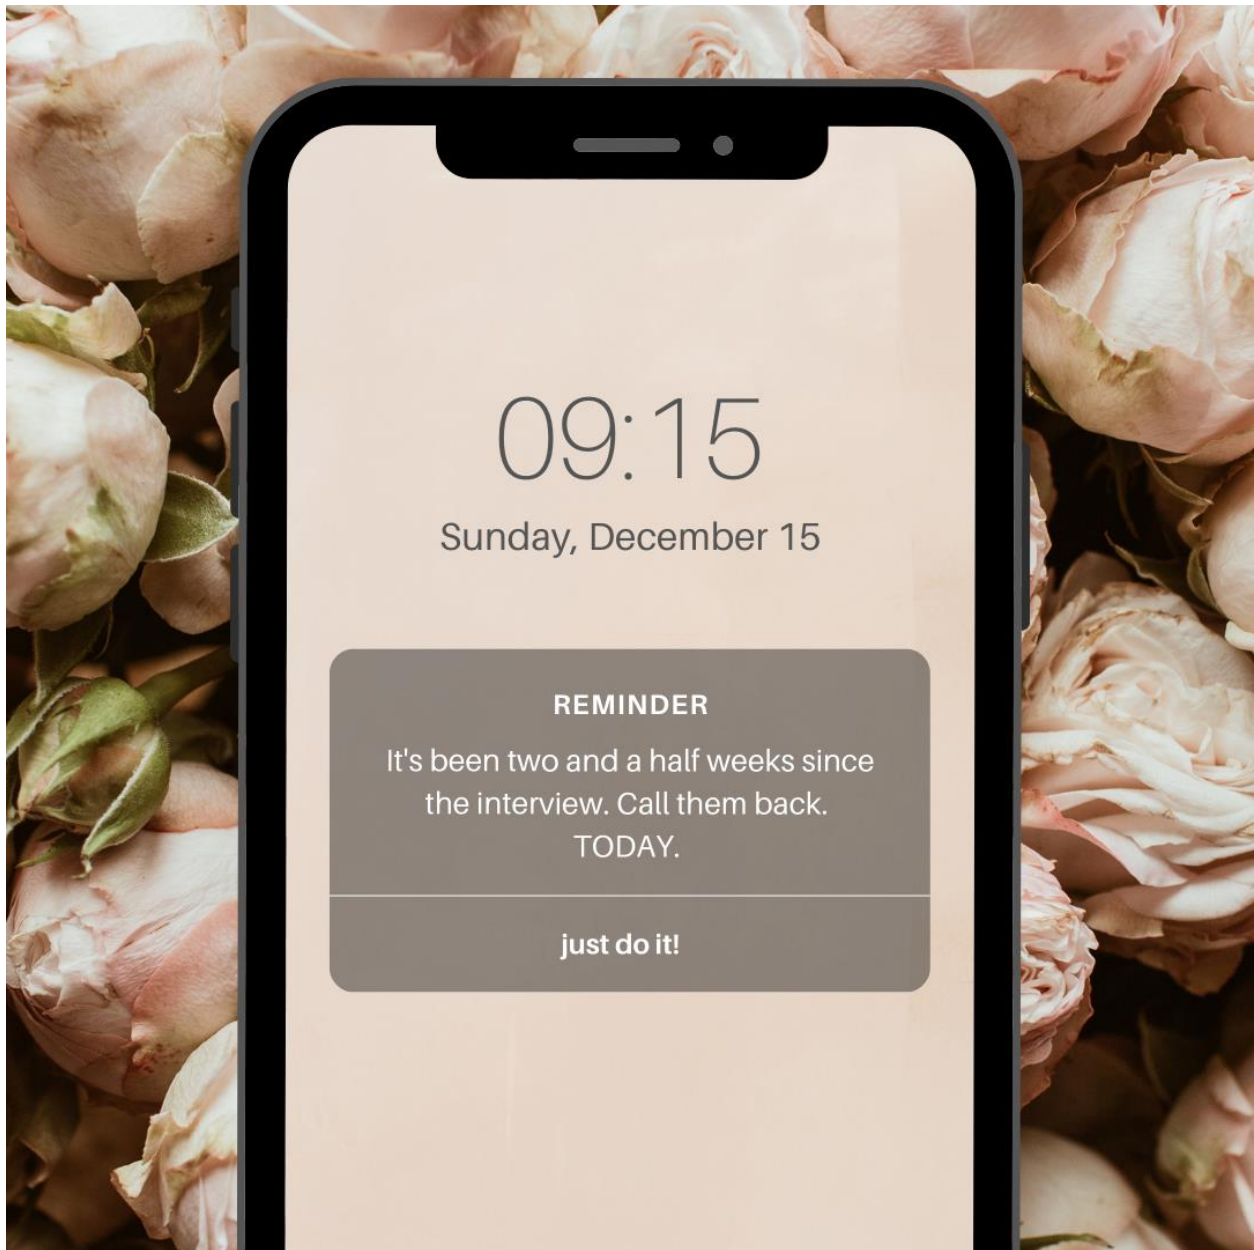 09:15
Sunday, December 15
REMINDER
It's been two and a half weeks since
the interview. Call them back.
TODAY.
just do it!